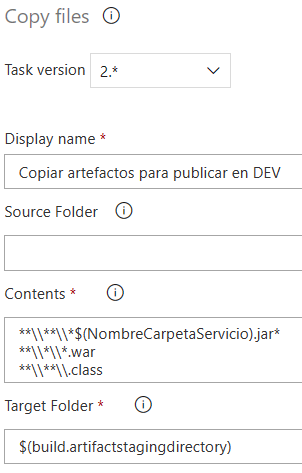 Copy files
Task version 2.*
Display name *
Copiar artefactos para publicar en DEV
Source Folder
Contents *
**\\**\\*$(NombreCarpetaServicio).jar*
**\\*\\*.war
**\\**\\.class
Target Folder *
$(build.artifactstagingdirectory)